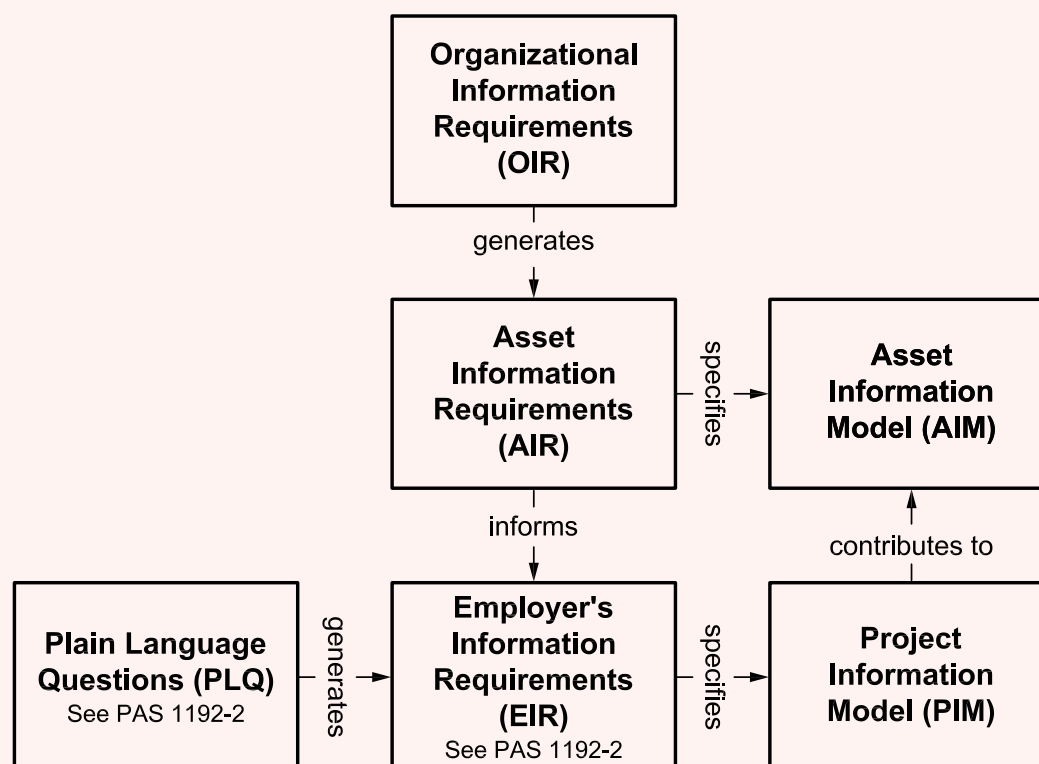 Organizational
Information
Requirements
(OIR)
generates
Asset
Information
Requirements
(AIR)
specifies
Asset
Information
Model (AIM)
informs
contributes to
Plain Language
Questions (PLQ)
See PAS 1192-2
generates
Employer's
Information
Requirements
(EIR)
See PAS 1192-2
specifies
Project
Information
Model (PIM)